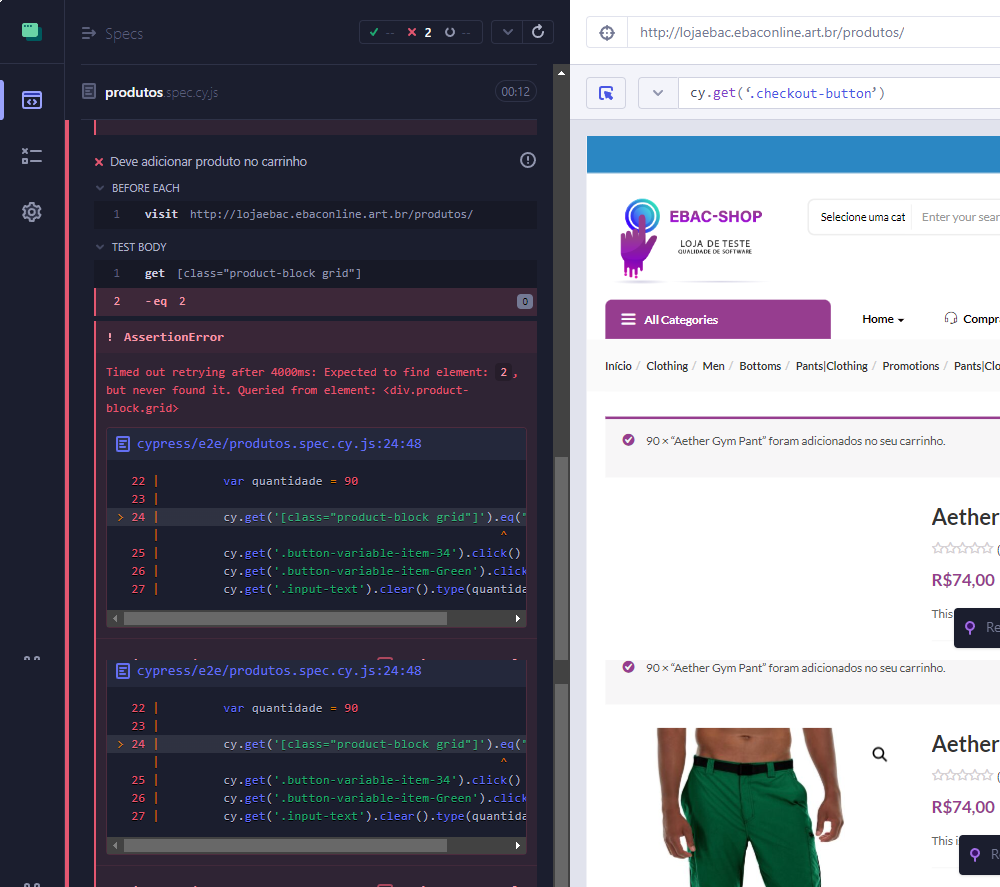 Specs
-- 2 --
produtos.spec.cy.js 00:12
Deve adicionar produto no carrinho
BEFORE EACH
1 visit http://lojaebac.ebaconline.art.br/produtos/
TEST BODY
1 get [class="product-block grid"]
2 -eq 2 0
! AssertionError
Timed out retrying after 4000ms: Expected to find element: 2,
but never found it. Queried from element: <div.product-
block.grid>
cypress/e2e/produtos.spec.cy.js:24:48
22 | var quantidade = 90
23 |
> 24 | cy.get('[class="product-block grid"]').eq("
| ^
25 | cy.get('.button-variable-item-34').click()
26 | cy.get('.button-variable-item-Green').click
27 | cy.get('.input-text').clear().type(quantida
cypress/e2e/produtos.spec.cy.js:24:48
22 | var quantidade = 90
23 |
> 24 | cy.get('[class="product-block grid"]').eq("
| ^
25 | cy.get('.button-variable-item-34').click()
26 | cy.get('.button-variable-item-Green').click
27 | cy.get('.input-text').clear().type(quantida
http://lojaebac.ebaconline.art.br/produtos/
cy.get(‘.checkout-button’)
EBAC-SHOP
LOJA DE TESTE
QUALIDADE DE SOFTWARE
Selecione uma cat Enter your sear
All Categories Home Compra
Início / Clothing / Men / Bottoms / Pants|Clothing / Promotions / Pants|Clo
90 × “Aether Gym Pant” foram adicionados no seu carrinho.
Aether
(
R$74,00
This
Re
90 × “Aether Gym Pant” foram adicionados no seu carrinho.
Aether
(
R$74,00
This i
R